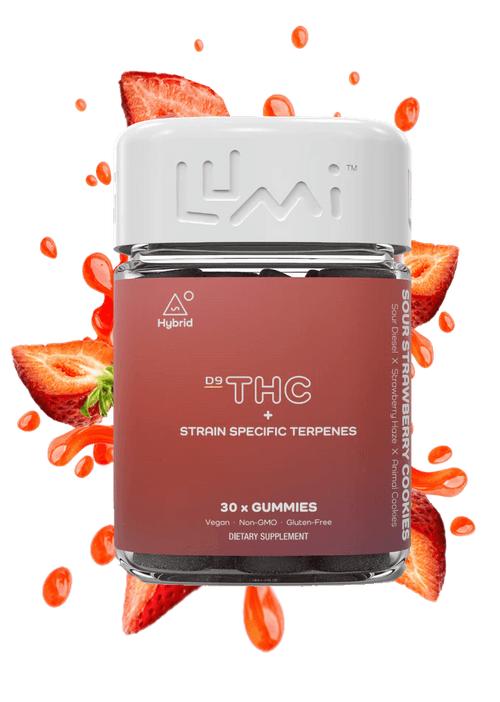 LUMI™
Hybrid
D9 THC
+
STRAIN SPECIFIC TERPENES
30 x GUMMIES
Vegan · Non-GMO · Gluten-Free
DIETARY SUPPLEMENT
SOUR STRAWBERRY COOKIES
Sour Diesel X Strawberry Haze X Animal Cookies